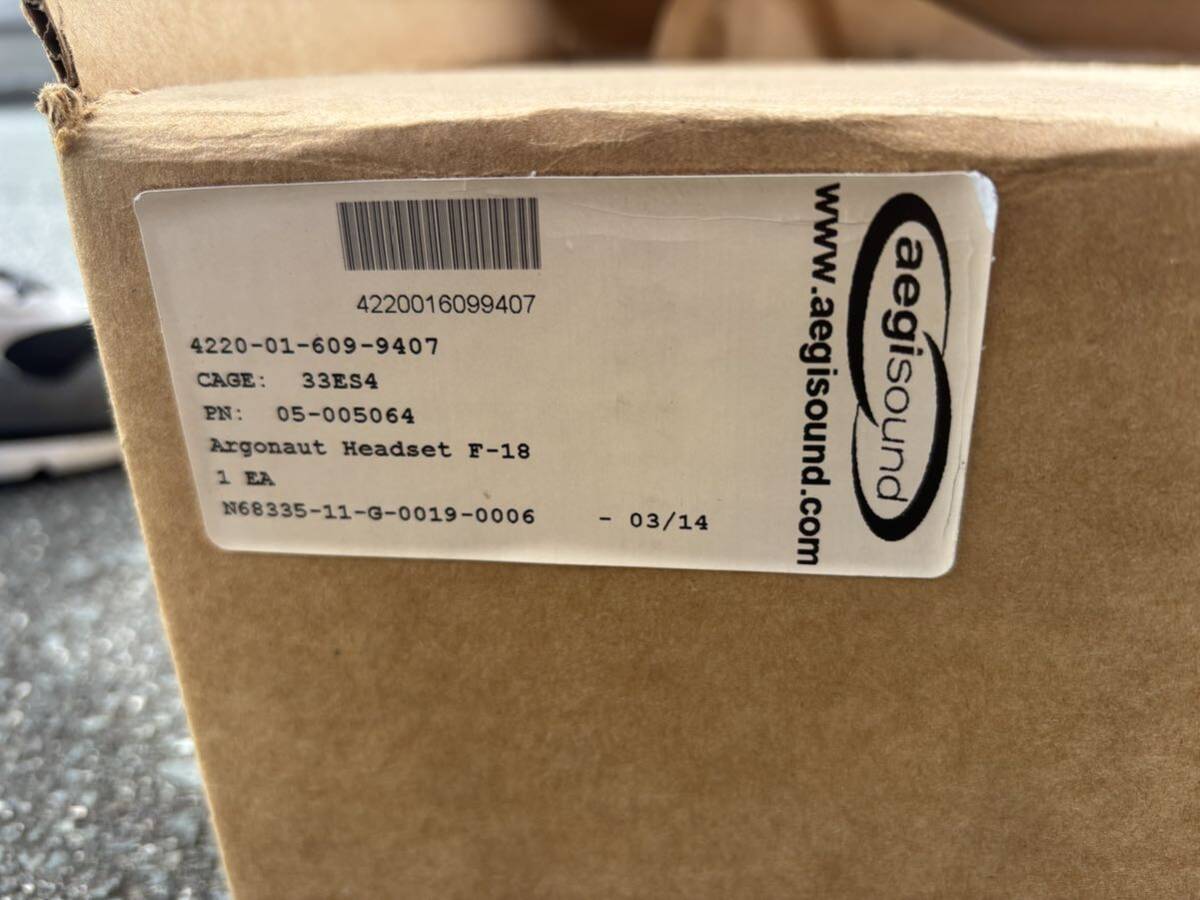 4220016099407
4220-01-609-9407
CAGE: 33ES4
PN: 05-005064
Argonaut Headset F-18
1 EA
N68335-11-G-0019-0006 - 03/14
www.aegisound.com
aegisound